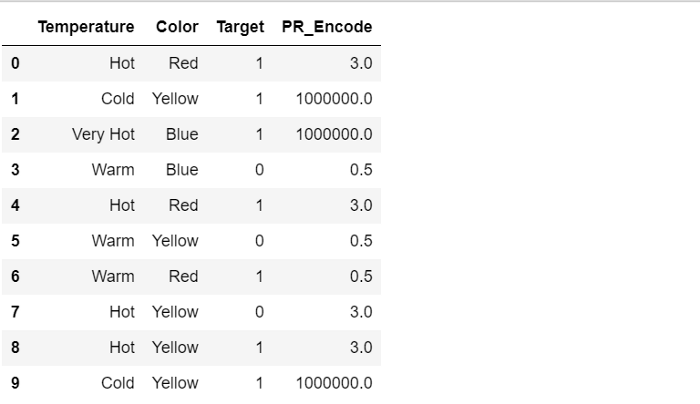 Temperature Color Target PR_Encode
0 Hot Red 1 3.0
1 Cold Yellow 1 1000000.0
2 Very Hot Blue 1 1000000.0
3 Warm Blue 0 0.5
4 Hot Red 1 3.0
5 Warm Yellow 0 0.5
6 Warm Red 1 0.5
7 Hot Yellow 0 3.0
8 Hot Yellow 1 3.0
9 Cold Yellow 1 1000000.0